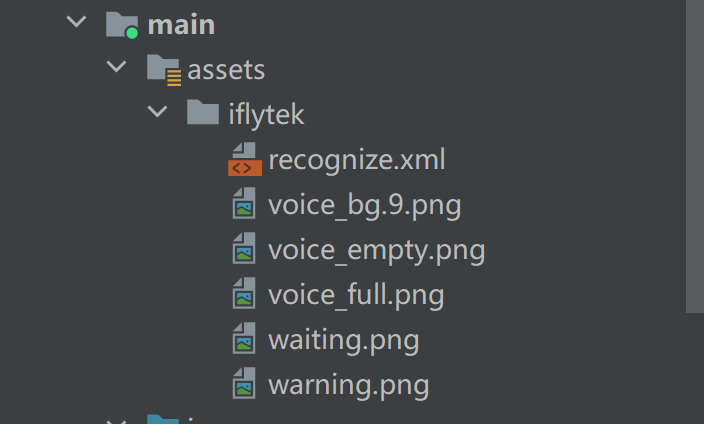 main
assets
iflytek
recognize.xml
voice_bg.9.png
voice_empty.png
voice_full.png
waiting.png
warning.png